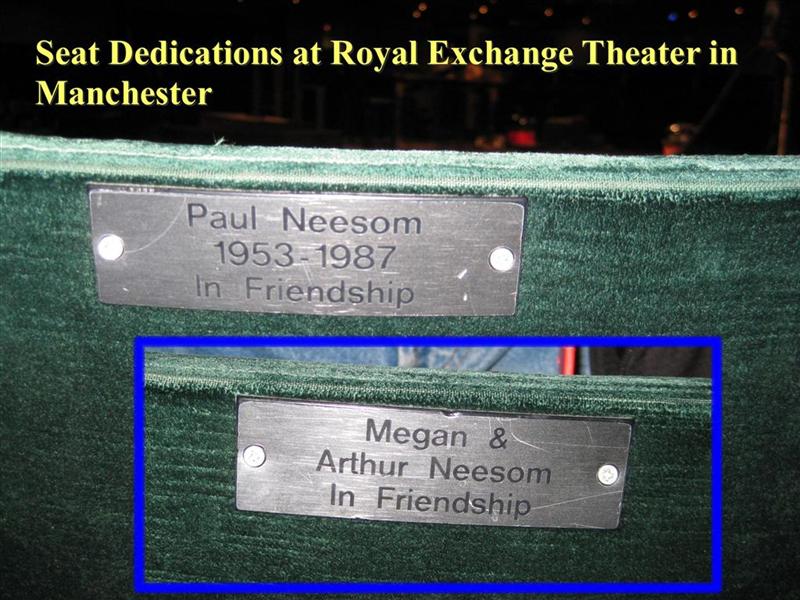 Seat Dedications at Royal Exchange Theater in
Manchester
Paul Neesom
1953-1987
In Friendship
Megan &
Arthur Neesom
In Friendship